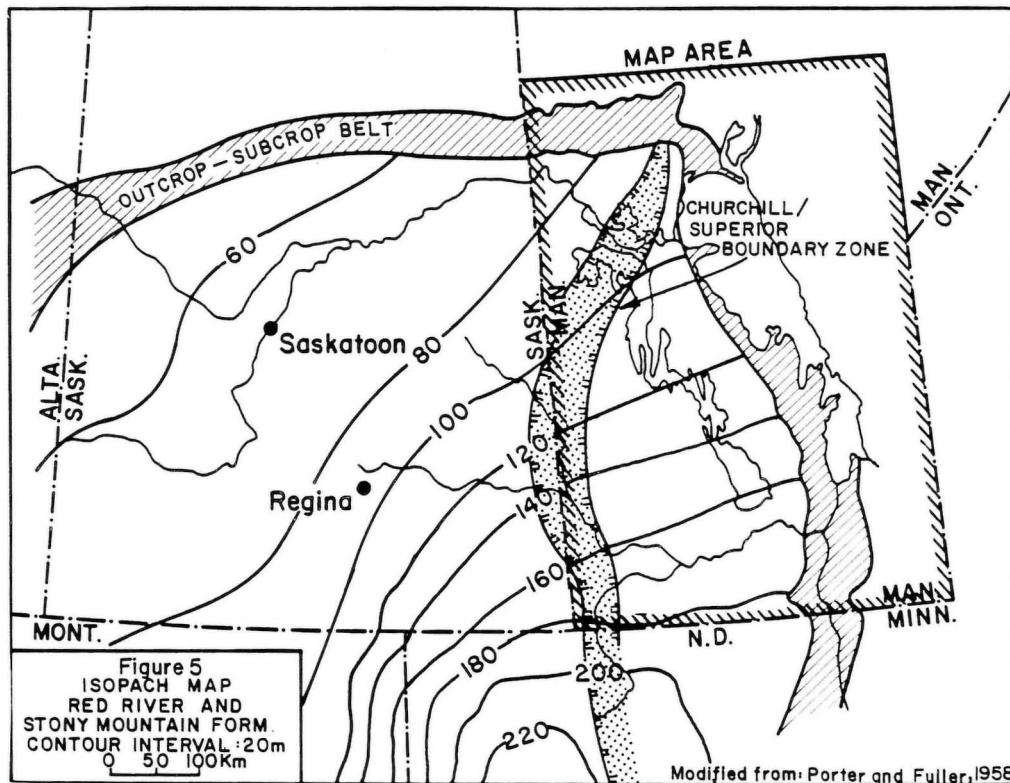 MAP AREA
OUTCROP – SUBCROP BELT
MAN.
ONT.
CHURCHILL/
SUPERIOR
BOUNDARY ZONE
60
SASK
MAN
Saskatoon
80
ALTA.
SASK.
100
120
Regina
140
160
MAN.
MINN.
MONT.
N.D.
180
200
220
Figure 5
ISOPACH MAP
RED RIVER AND
STONY MOUNTAIN FORM.
CONTOUR INTERVAL :20m
0 50 100Km
Modified from: Porter and Fuller, 1958